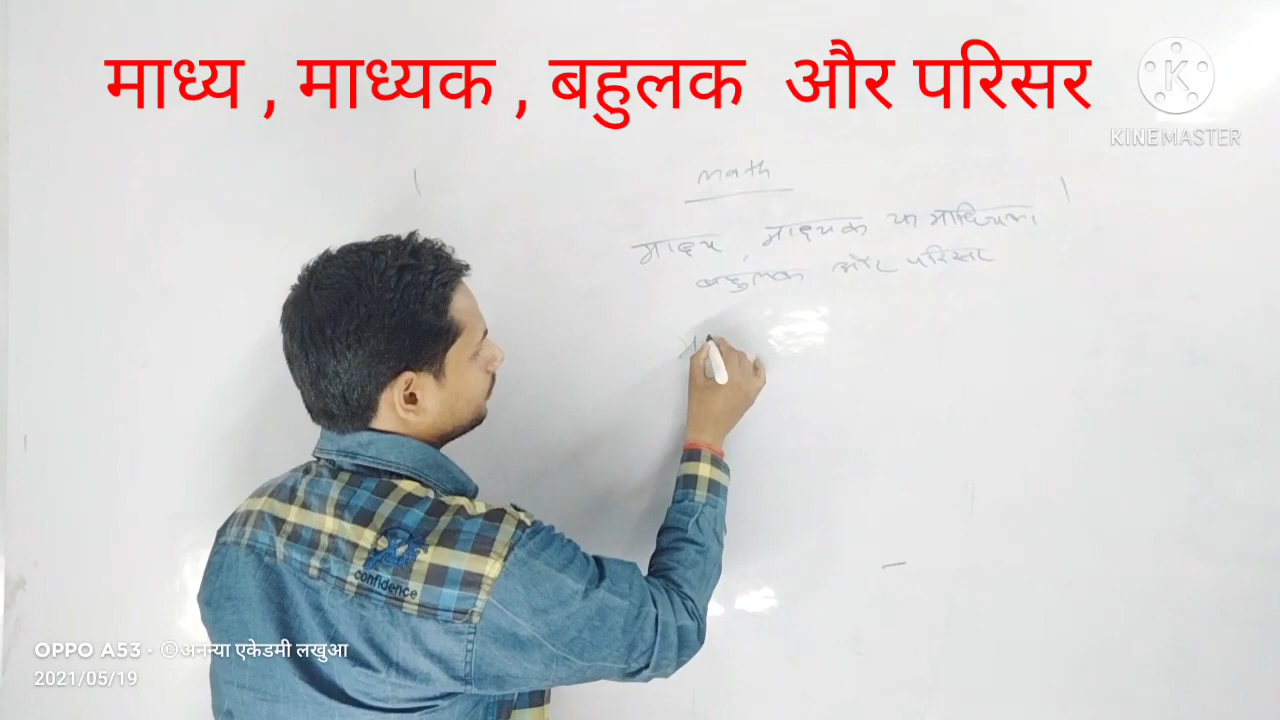 माध्य , माध्यक , बहुलक और परिसर
K
KINEMASTER
math
माध्य , माध्यक या माध्यिका
बहुलक और परिसर
confidence
OPPO A53 · ©अनन्या एकेडमी लखुआ
2021/05/19